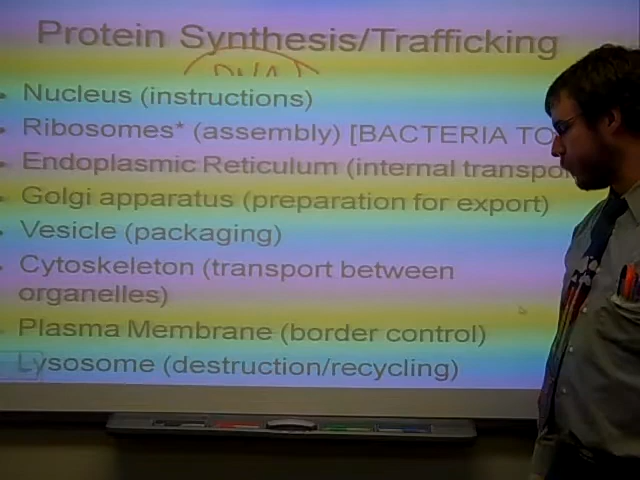 Protein Synthesis/Trafficking
DNA
Nucleus (instructions)
Ribosomes* (assembly) [BACTERIA TO
Endoplasmic Reticulum (internal transpo
Golgi apparatus (preparation for export)
Vesicle (packaging)
Cytoskeleton (transport between
organelles)
Plasma Membrane (border control)
Lysosome (destruction/recycling)